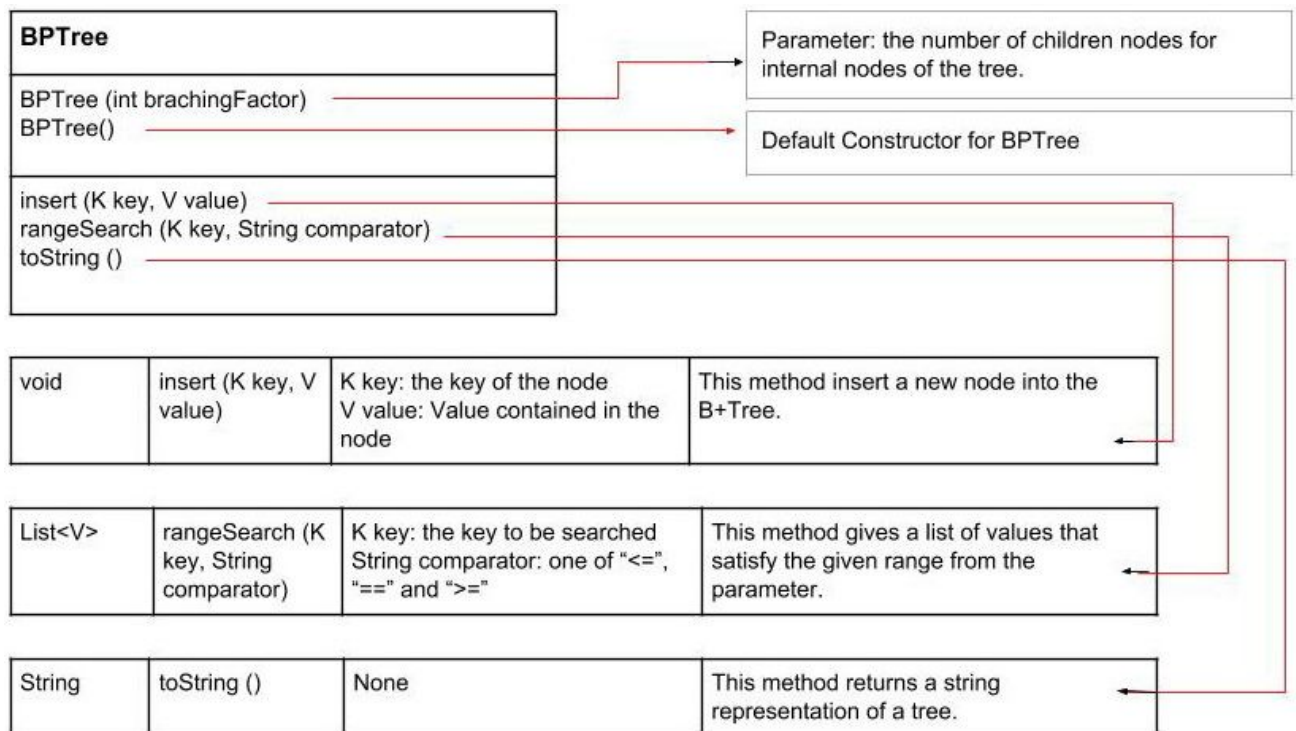 BPTree
Parameter: the number of children nodes for
internal nodes of the tree.
BPTree (int brachingFactor)
BPTree()
Default Constructor for BPTree
insert (K key, V value)
rangeSearch (K key, String comparator)
toString ()
void
insert (K key, V
value)
K key: the key of the node
V value: Value contained in the
node
This method insert a new node into the
B+Tree.
List<V>
rangeSearch (K
key, String
comparator)
K key: the key to be searched
String comparator: one of “<=”,
“==” and “>=”
This method gives a list of values that
satisfy the given range from the
parameter.
String
toString ()
None
This method returns a string
representation of a tree.